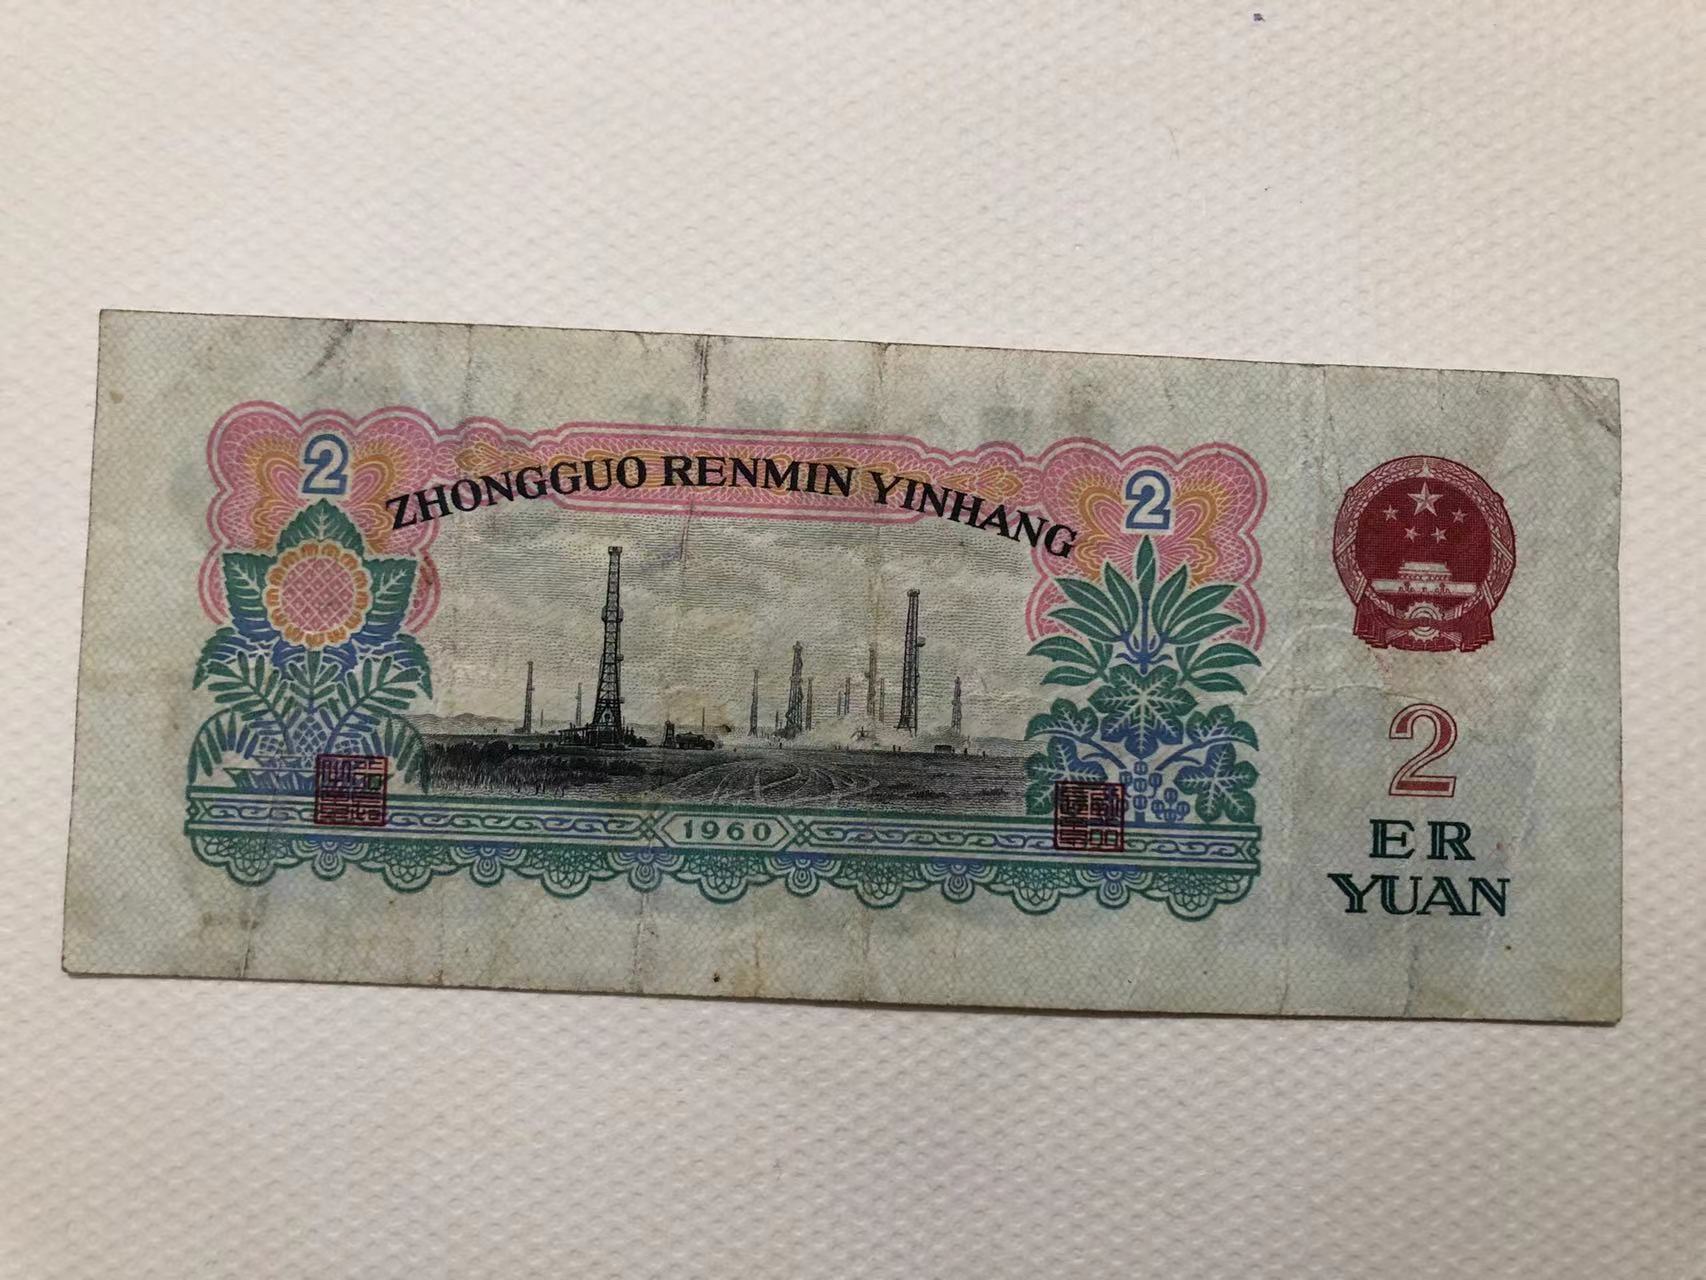 2
2
ZHONGGUO RENMIN YINHANG
2
ER
YUAN
1960